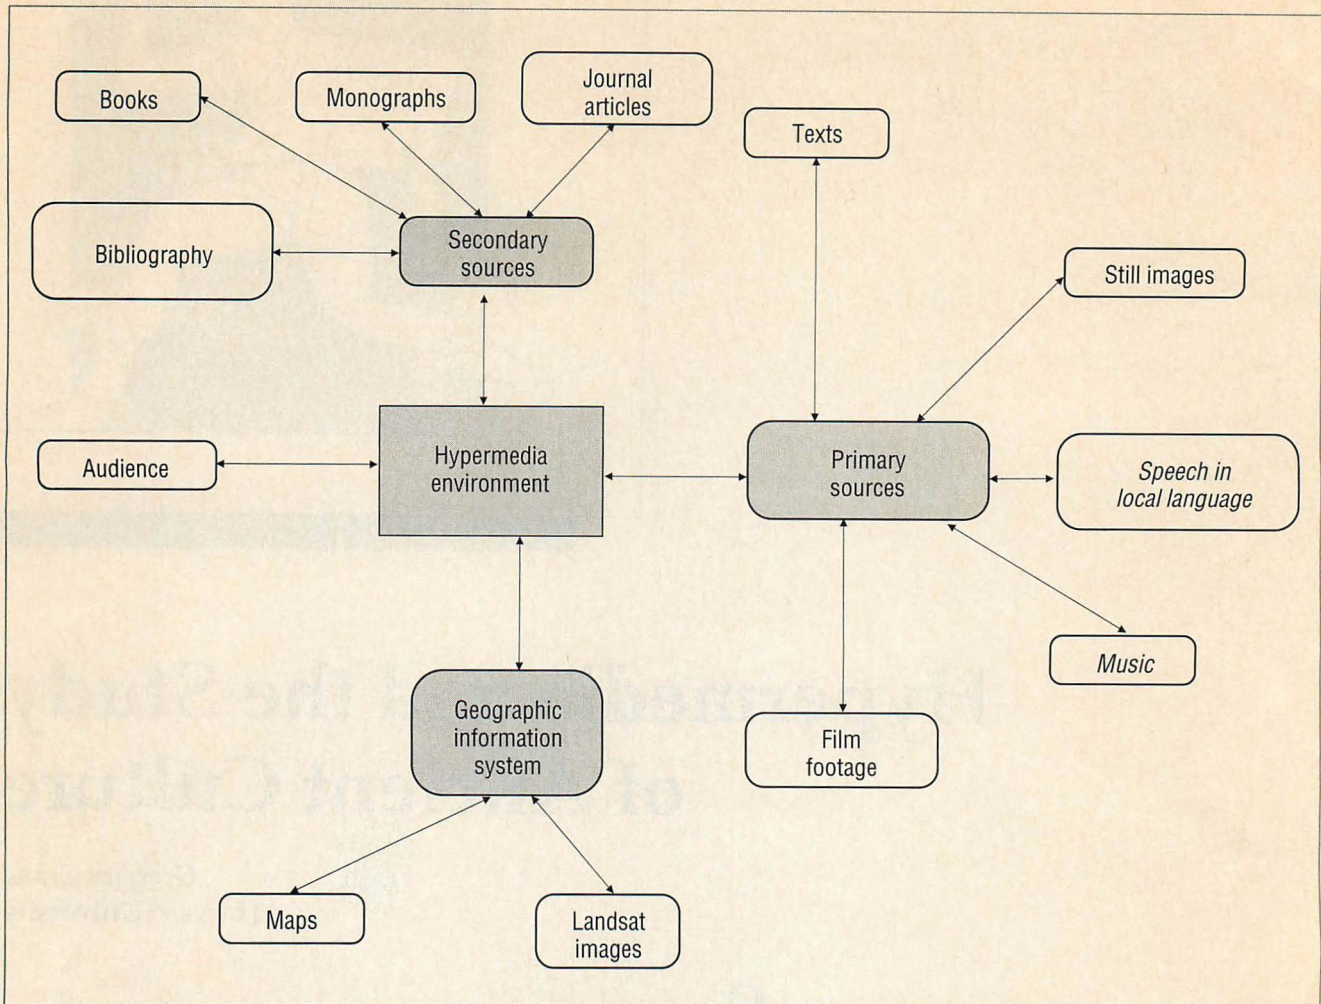 Books
Monographs
Journal
articles
Texts
Bibliography
Secondary
sources
Still images
Audience
Hypermedia
environment
Primary
sources
Speech in
local language
Music
Geographic
information
system
Film
footage
Maps
Landsat
images